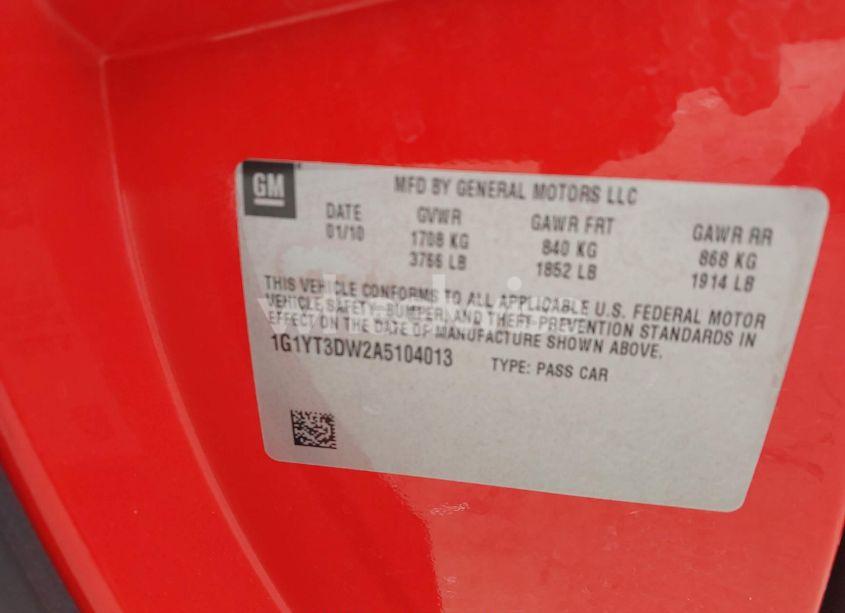 GM
MFD BY GENERAL MOTORS LLC
DATE GVWR GAWR FRT GAWR RR
01/10 1708 KG 840 KG 868 KG
3766 LB 1852 LB 1914 LB
THIS VEHICLE CONFORMS TO ALL APPLICABLE U.S. FEDERAL MOTOR
VEHICLE SAFETY, BUMPER, AND THEFT PREVENTION STANDARDS IN
EFFECT ON THE DATE OF MANUFACTURE SHOWN ABOVE.
1G1YT3DW2A5104013 TYPE: PASS CAR